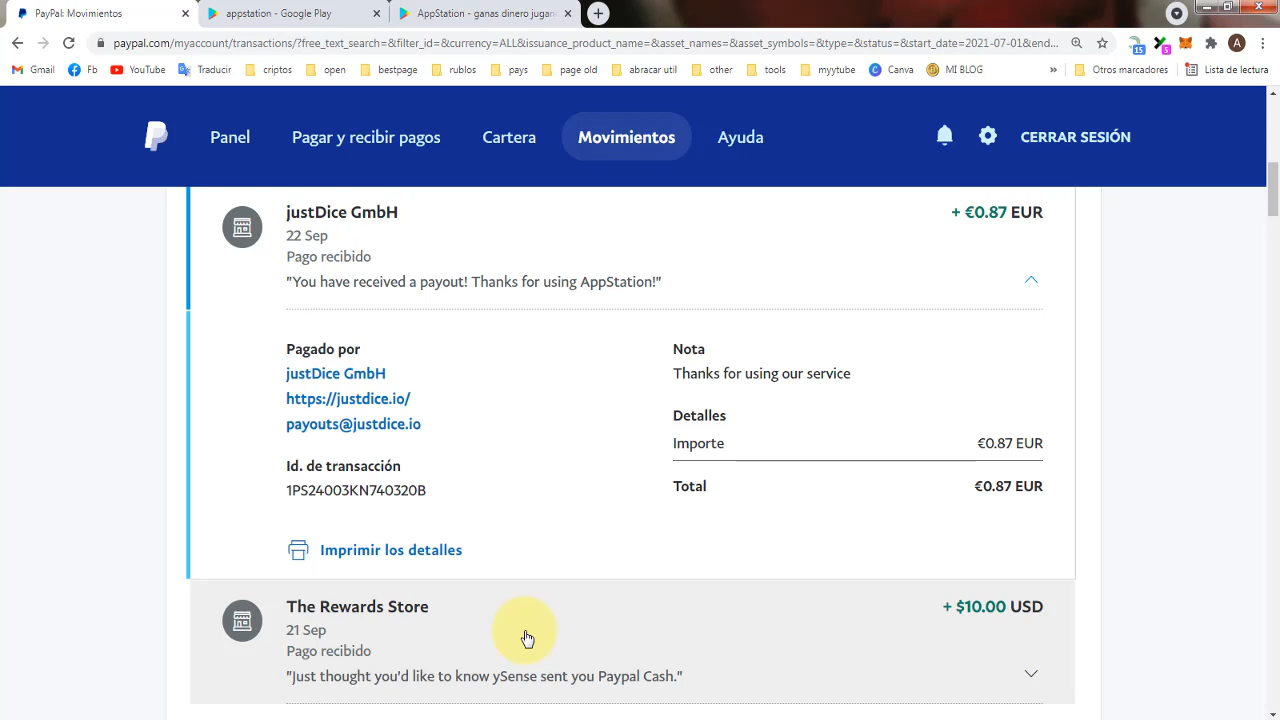 PayPal: Movimientos
appstation - Google Play
AppStation - ganas dinero jugan
paypal.com/myaccount/transactions/?free_text_search=&filter_id=&currency=ALL&issuance_product_name=&asset_names=&asset_symbols=&type=&status=&start_date=2021-07-01&end...
15
5
A
Gmail
Fb
YouTube
Traducir
criptos
open
bestpage
rublos
pays
page old
abracar util
other
tools
myytube
Canva
MI BLOG
»
Otros marcadores
Lista de lectura
Panel
Pagar y recibir pagos
Cartera
Movimientos
Ayuda
CERRAR SESIÓN
justDice GmbH
+ €0.87 EUR
22 Sep
Pago recibido
"You have received a payout! Thanks for using AppStation!"
Pagado por
justDice GmbH
https://justdice.io/
payouts@justdice.io
Id. de transacción
1PS24003KN740320B
Imprimir los detalles
Nota
Thanks for using our service
Detalles
Importe €0.87 EUR
Total €0.87 EUR
The Rewards Store
+ $10.00 USD
21 Sep
Pago recibido
"Just thought you'd like to know ySense sent you Paypal Cash."